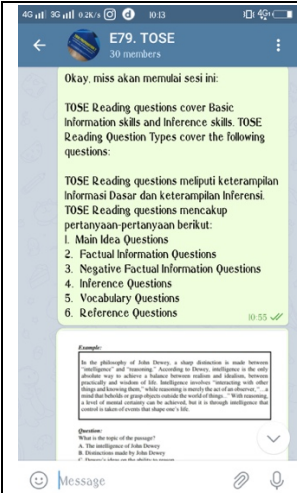 4G 3G 0.2K/s 10:13
E79. TOSE
30 members
Okay, miss akan memulai sesi ini:
TOSE Reading questions cover Basic
Information skills and Inference skills. TOSE
Reading Question Types cover the following
questions:
TOSE Reading questions meliputi keterampilan
Informasi Dasar dan keterampilan Inferensi.
TOSE Reading questions mencakup
pertanyaan-pertanyaan berikut:
1. Main Idea Questions
2. Factual Information Questions
3. Negative Factual Information Questions
4. Inference Questions
5. Vocabulary Questions
6. Reference Questions
10:55
Example:
In the philosophy of John Dewey, a sharp distinction is made between
"intelligence" and "reasoning." According to Dewey, intelligence is the only
absolute way to achieve a balance between realism and idealism, between
practicality and wisdom of life. Intelligence involves "interacting with other
things and knowing them," while reasoning is merely the act of an observer, "...a
mind that beholds or grasps objects outside the world of things..." With reasoning,
a level of mental certainty can be achieved, but it is through intelligence that
control is taken of events that shape one's life.
Question:
What is the topic of the passage?
A. The intelligence of John Dewey
B. Distinctions made by John Dewey
Message